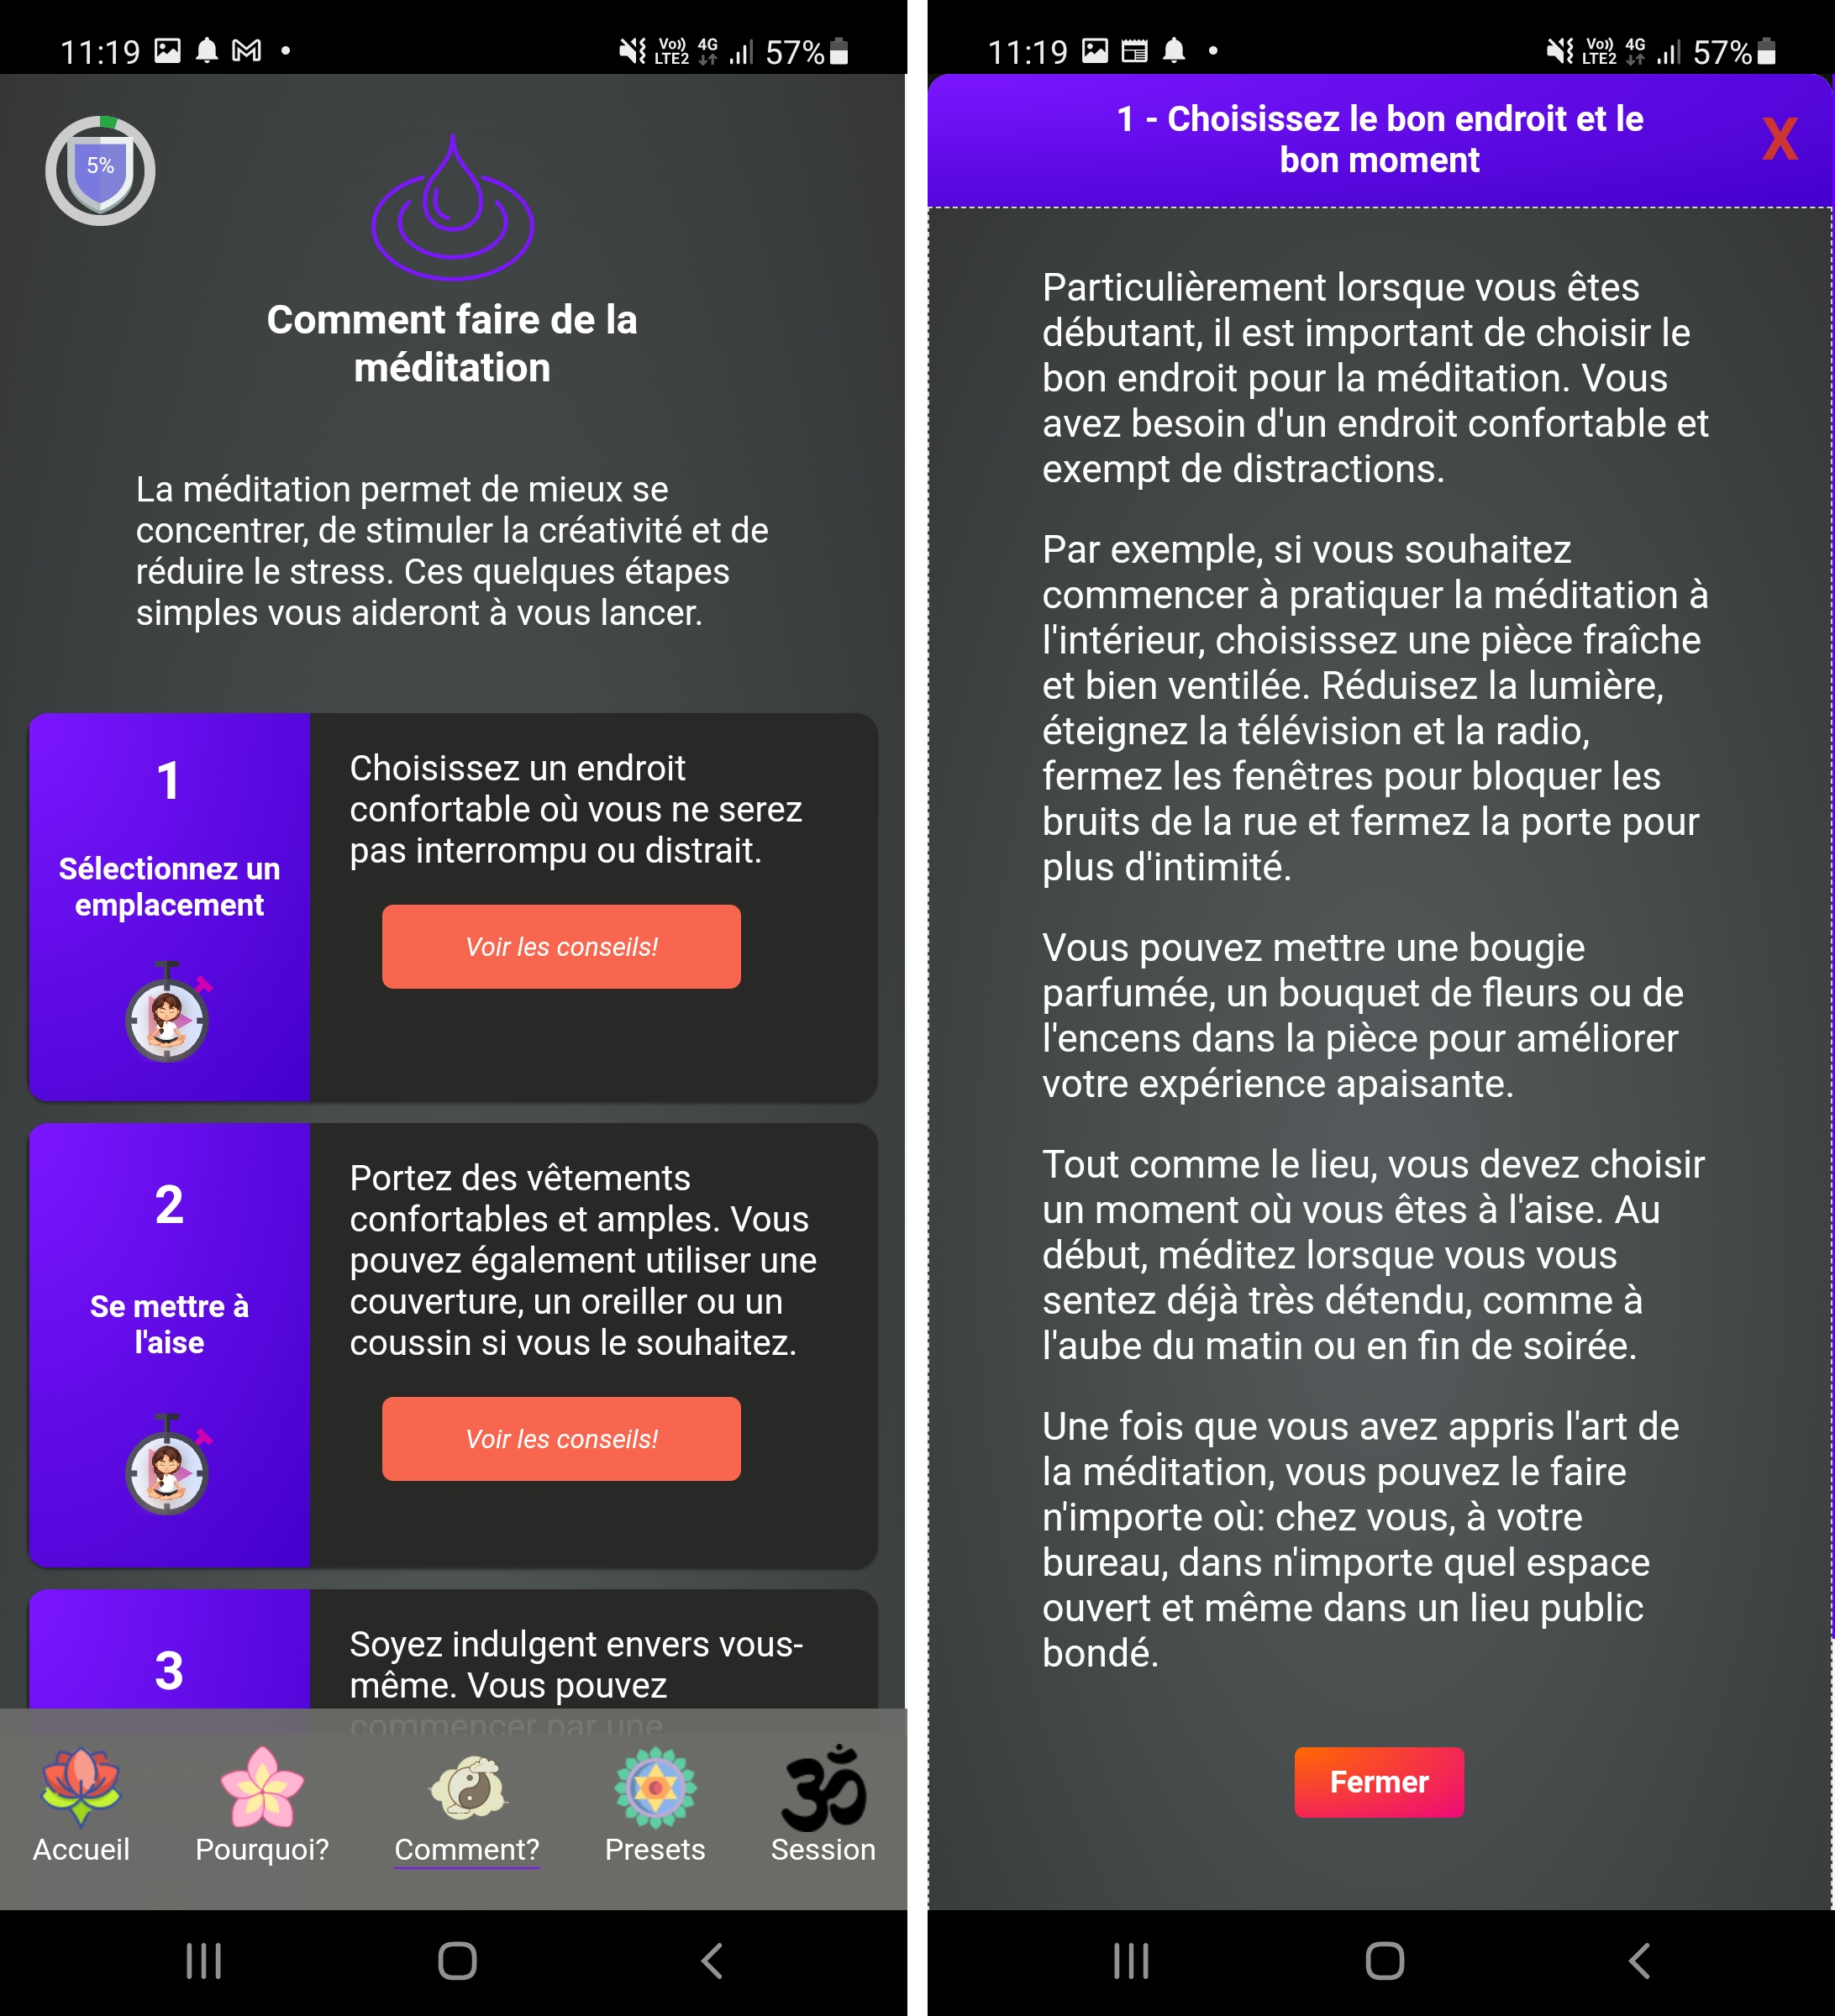 11:19
Vo))
LTE2
4G
57%
5%
Comment faire de la
méditation
La méditation permet de mieux se
concentrer, de stimuler la créativité et de
réduire le stress. Ces quelques étapes
simples vous aideront à vous lancer.
1
Sélectionnez un
emplacement
Choisissez un endroit
confortable où vous ne serez
pas interrompu ou distrait.
Voir les conseils!
2
Se mettre à
l'aise
Portez des vêtements
confortables et amples. Vous
pouvez également utiliser une
couverture, un oreiller ou un
coussin si vous le souhaitez.
Voir les conseils!
3
Soyez indulgent envers vous-
même. Vous pouvez
commencer par une
Accueil
Pourquoi?
Comment?
Presets
ॐ
Session
11:19
Vo))
LTE2
4G
57%
1 - Choisissez le bon endroit et le
bon moment
X
Particulièrement lorsque vous êtes
débutant, il est important de choisir le
bon endroit pour la méditation. Vous
avez besoin d'un endroit confortable et
exempt de distractions.
Par exemple, si vous souhaitez
commencer à pratiquer la méditation à
l'intérieur, choisissez une pièce fraîche
et bien ventilée. Réduisez la lumière,
éteignez la télévision et la radio,
fermez les fenêtres pour bloquer les
bruits de la rue et fermez la porte pour
plus d'intimité.
Vous pouvez mettre une bougie
parfumée, un bouquet de fleurs ou de
l'encens dans la pièce pour améliorer
votre expérience apaisante.
Tout comme le lieu, vous devez choisir
un moment où vous êtes à l'aise. Au
début, méditez lorsque vous vous
sentez déjà très détendu, comme à
l'aube du matin ou en fin de soirée.
Une fois que vous avez appris l'art de
la méditation, vous pouvez le faire
n'importe où: chez vous, à votre
bureau, dans n'importe quel espace
ouvert et même dans un lieu public
bondé.
Fermer